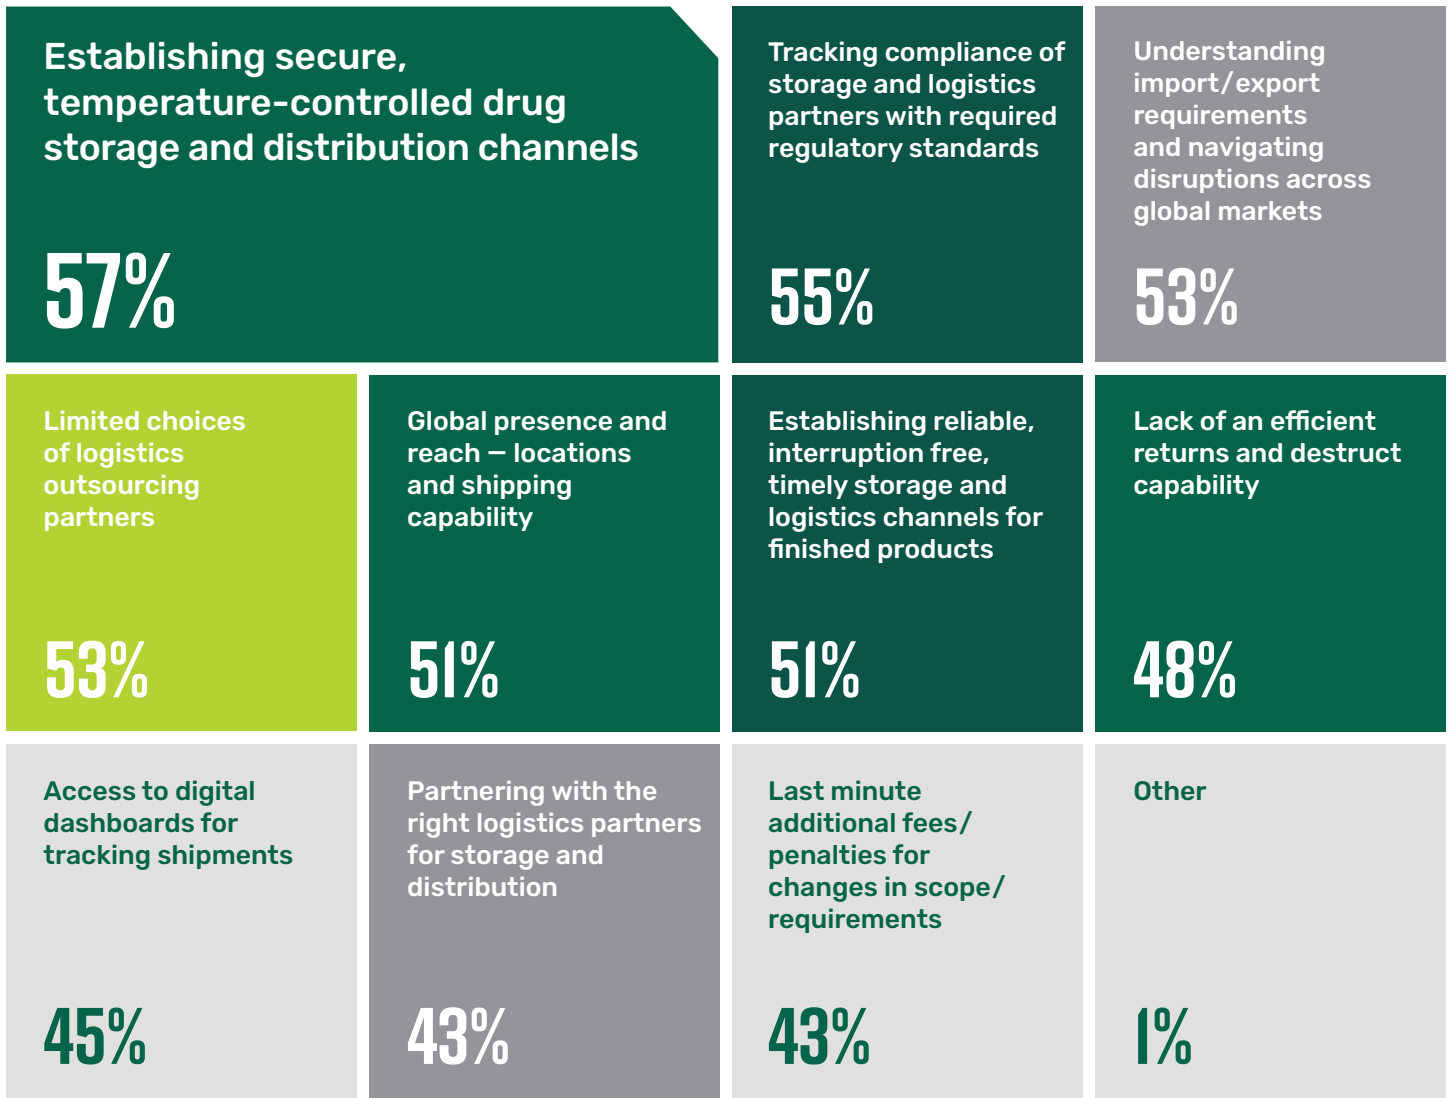 Establishing secure,
temperature-controlled drug
storage and distribution channels
57%
Tracking compliance of
storage and logistics
partners with required
regulatory standards
55%
Understanding
import/export
requirements
and navigating
disruptions across
global markets
53%
Limited choices
of logistics
outsourcing
partners
53%
Global presence and
reach – locations
and shipping
capability
51%
Establishing reliable,
interruption free,
timely storage and
logistics channels for
finished products
51%
Lack of an efficient
returns and destruct
capability
48%
Access to digital
dashboards for
tracking shipments
45%
Partnering with the
right logistics partners
for storage and
distribution
43%
Last minute
additional fees/
penalties for
changes in scope/
requirements
43%
Other
1%